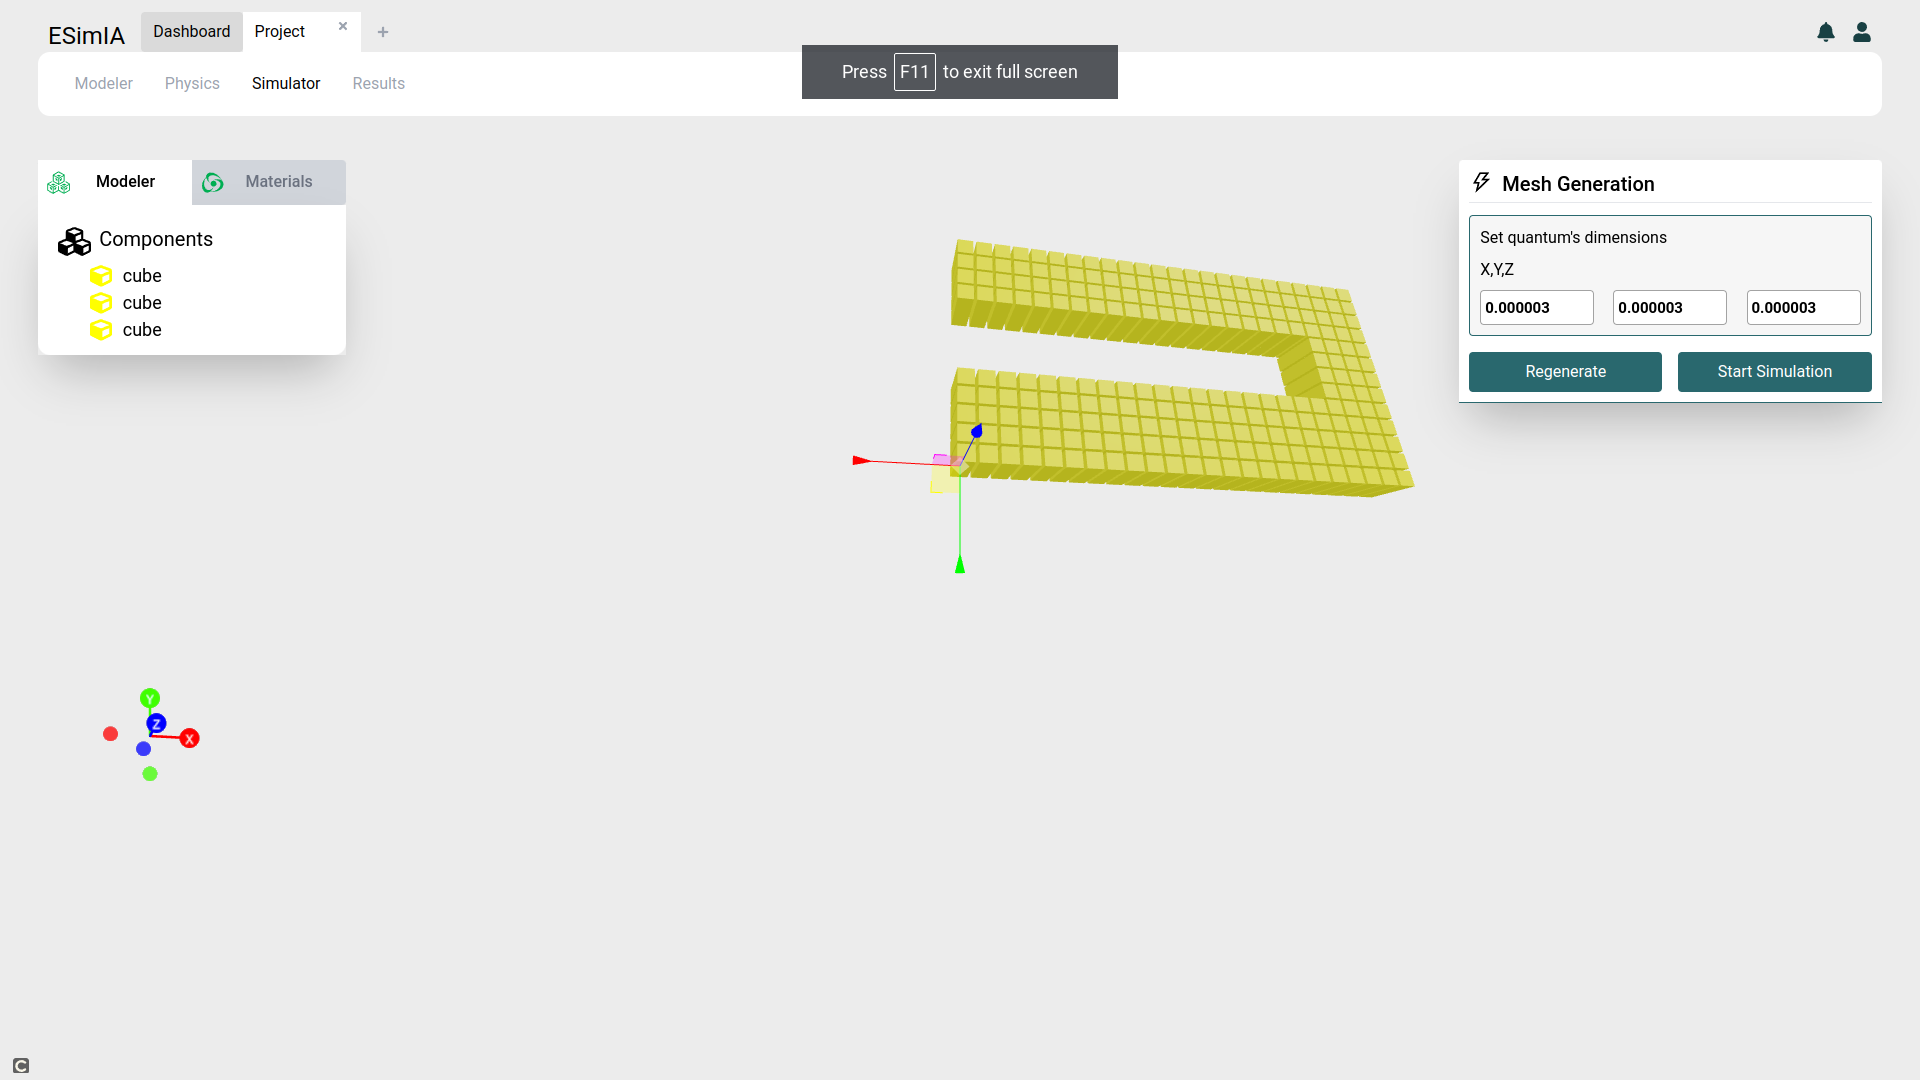 ESimIA
Dashboard
Project
×
+
Press F11 to exit full screen
Modeler
Physics
Simulator
Results
Modeler
Materials
Components
cube
cube
cube
Mesh Generation
Set quantum's dimensions
X,Y,Z
0.000003
0.000003
0.000003
Regenerate
Start Simulation
Y
Z
X
C